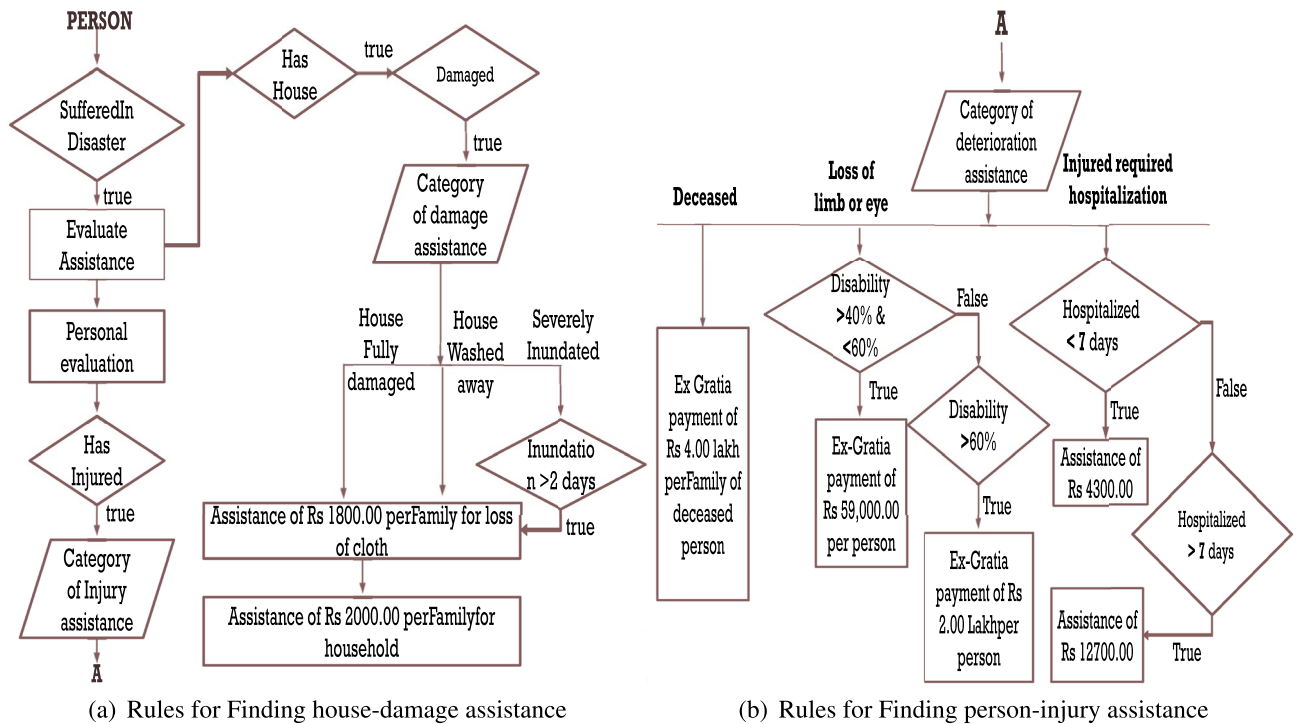 PERSON
SufferedIn
Disaster
true
Evaluate
Assistance
Personal
evaluation
Has
Injured
true
Category
of Injury
assistance
A
Has
House
true
Damaged
true
Category
of damage
assistance
House
Fully
damaged
House
Washed
away
Severely
Inundated
Inundatio
n >2 days
true
Assistance of Rs 1800.00 perFamily for loss
of cloth
Assistance of Rs 2000.00 perFamilyfor
household
(a) Rules for Finding house-damage assistance
A
Category of
deterioration
assistance
Deceased
Loss of
limb or eye
Injured required
hospitalization
Ex Gratia
payment of
Rs 4.00 lakh
perFamily of
deceased
person
Disability
>40% &
<60%
False
True
Ex-Gratia
payment of
Rs 59,000.00
per person
Disability
>60%
True
Ex-Gratia
payment of Rs
2.00 Lakhper
person
Hospitalized
< 7 days
False
True
Assistance of
Rs 4300.00
Hospitalized
> 7 days
True
Assistance of
Rs 12700.00
(b) Rules for Finding person-injury assistance